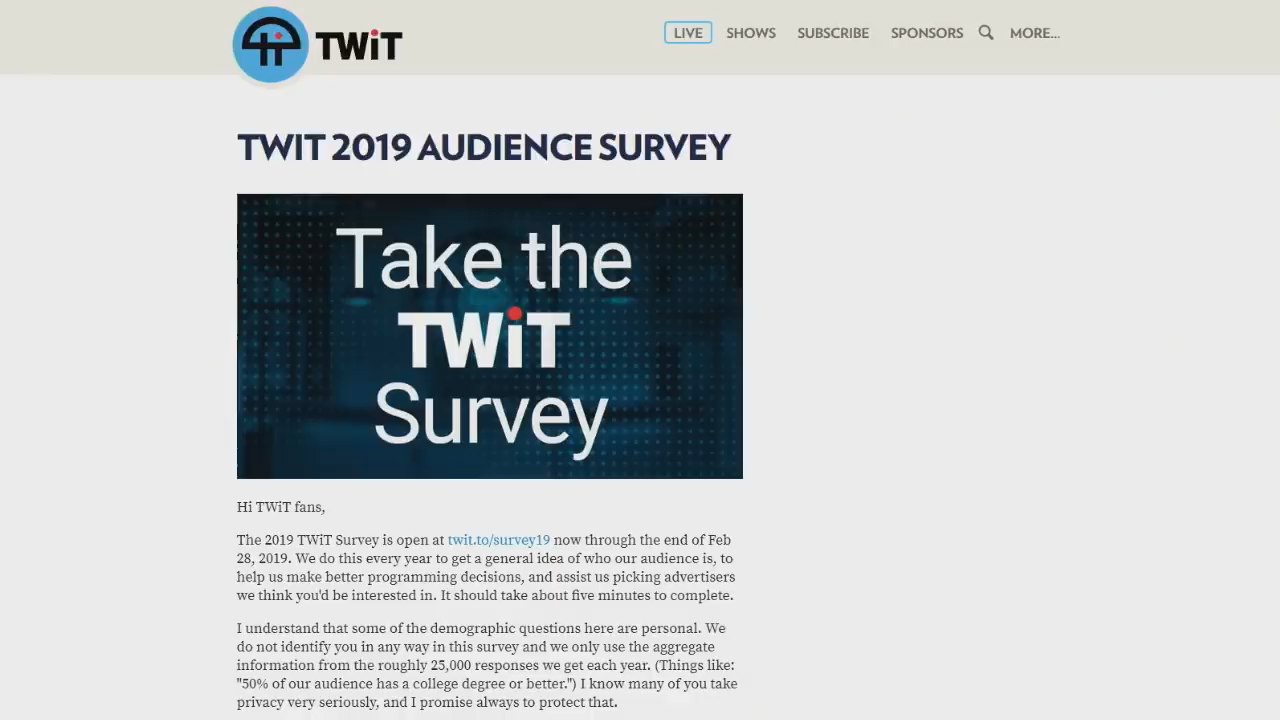 TWiT
LIVE
SHOWS
SUBSCRIBE
SPONSORS
MORE...
TWIT 2019 AUDIENCE SURVEY
Take the
TWiT
Survey
Hi TWiT fans,
The 2019 TWiT Survey is open at twit.to/survey19 now through the end of Feb
28, 2019. We do this every year to get a general idea of who our audience is, to
help us make better programming decisions, and assist us picking advertisers
we think you'd be interested in. It should take about five minutes to complete.
I understand that some of the demographic questions here are personal. We
do not identify you in any way in this survey and we only use the aggregate
information from the roughly 25,000 responses we get each year. (Things like:
"50% of our audience has a college degree or better.") I know many of you take
privacy very seriously, and I promise always to protect that.